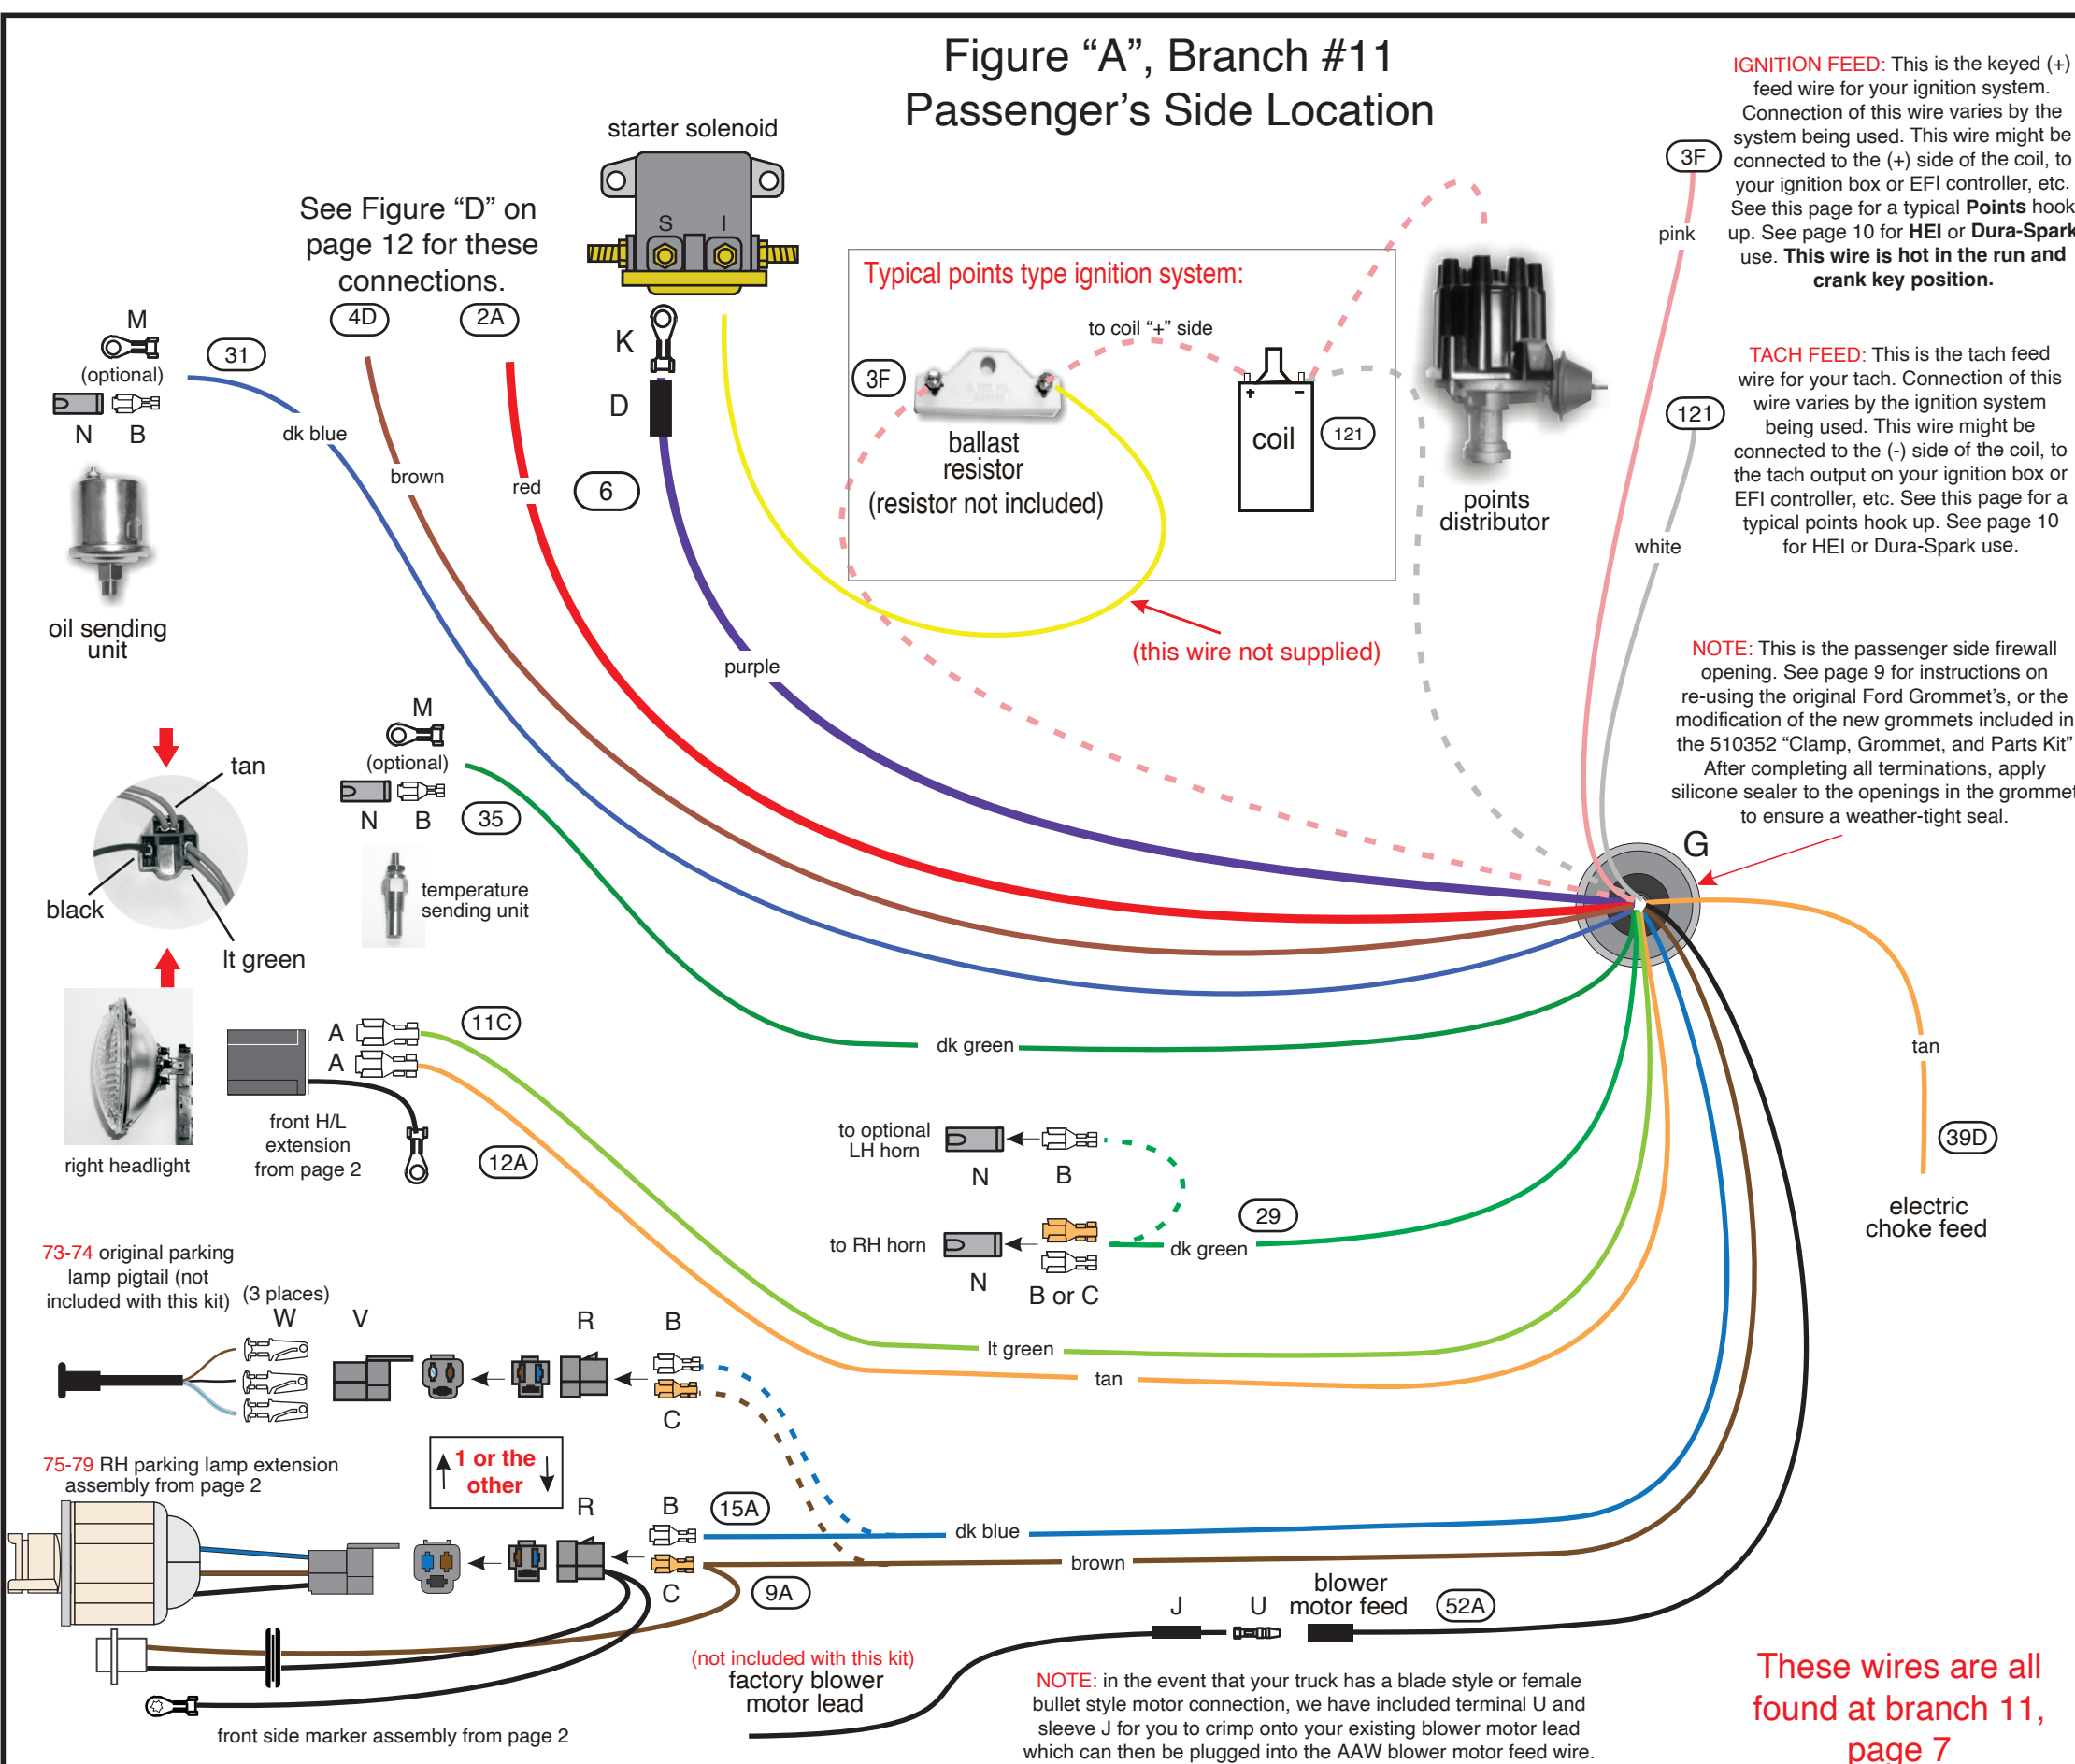 Figure “A”, Branch #11
Passenger’s Side Location
starter solenoid
S
I
K
D
6
purple
See Figure “D” on
page 12 for these
connections.
4D
2A
brown
red
M
(optional)
N
B
31
dk blue
oil sending
unit
Typical points type ignition system:
to coil “+” side
3F
ballast
resistor
(resistor not included)
+
−
coil
121
points
distributor
(this wire not supplied)
IGNITION FEED: This is the keyed (+)
feed wire for your ignition system.
Connection of this wire varies by the
system being used. This wire might be
connected to the (+) side of the coil, to
your ignition box or EFI controller, etc.
See this page for a typical Points hook
up. See page 10 for HEI or Dura-Spark
use. This wire is hot in the run and
crank key position.
3F
pink
TACH FEED: This is the tach feed
wire for your tach. Connection of this
wire varies by the ignition system
being used. This wire might be
connected to the (-) side of the coil, to
the tach output on your ignition box or
EFI controller, etc. See this page for a
typical points hook up. See page 10
for HEI or Dura-Spark use.
121
white
NOTE: This is the passenger side firewall
opening. See page 9 for instructions on
re-using the original Ford Grommet’s, or the
modification of the new grommets included in
the 510352 “Clamp, Grommet, and Parts Kit”
After completing all terminations, apply
silicone sealer to the openings in the grommet
to ensure a weather-tight seal.
G
M
(optional)
N
B
35
temperature
sending unit
dk green
tan
black
lt green
right headlight
A
A
11C
12A
front H/L
extension
from page 2
lt green
tan
to optional
LH horn
N
B
to RH horn
N
B or C
29
dk green
tan
39D
electric
choke feed
73-74 original parking
lamp pigtail (not
included with this kit)
(3 places)
W
V
R
B
C
1 or the
other
75-79 RH parking lamp extension
assembly from page 2
R
B
C
15A
9A
dk blue
brown
front side marker assembly from page 2
J
U
blower
motor feed
52A
(not included with this kit)
factory blower
motor lead
NOTE: in the event that your truck has a blade style or female
bullet style motor connection, we have included terminal U and
sleeve J for you to crimp onto your existing blower motor lead
which can then be plugged into the AAW blower motor feed wire.
These wires are all
found at branch 11,
page 7